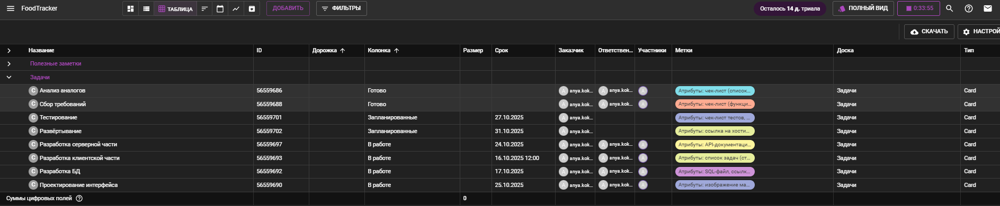 FoodTracker ТАБЛИЦА ДОБАВИТЬ ФИЛЬТРЫ Осталось 14 д. триала ПОЛНЫЙ ВИД 0:33:55
СКАЧАТЬ НАСТРОЙ
Название ID Дорожка Колонка Размер Срок Заказчик Ответствен... Участники Метки Доска Тип
Полезные заметки
Задачи
C Анализ аналогов 56559686 Готово A anya.kok... A anya.kok... A Атрибуты: чек-лист (список... Задачи Card
C Сбор требований 56559688 Готово A anya.kok... A anya.kok... A Атрибуты: чек-лист (функци... Задачи Card
C Тестирование 56559701 Запланированные 27.10.2025 A anya.kok... Атрибуты: чек-лист тестов, ... Задачи Card
C Развёртывание 56559702 Запланированные 31.10.2025 A anya.kok... Атрибуты: ссылка на хости... Задачи Card
C Разработка серверной части 56559697 В работе 24.10.2025 A anya.kok... A anya.kok... A Атрибуты: API-документаци... Задачи Card
C Разработка клиентской части 56559693 В работе 16.10.2025 12:00 A anya.kok... A anya.kok... A Атрибуты: список задач (ст... Задачи Card
C Разработка БД 56559692 В работе 17.10.2025 A anya.kok... A anya.kok... A Атрибуты: SQL-файл, ссылк... Задачи Card
C Проектирование интерфейса 56559690 В работе 25.10.2025 A anya.kok... A anya.kok... A Атрибуты: изображение ма... Задачи Card
Суммы цифровых полей 0